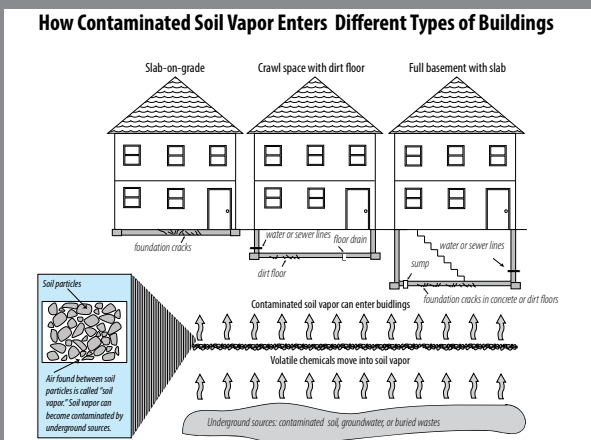 How Contaminated Soil Vapor Enters Different Types of Buildings
Slab-on-grade
Crawl space with dirt floor
Full basement with slab
foundation cracks
water or sewer lines
floor drain
dirt floor
water or sewer lines
sump
foundation cracks in concrete or dirt floors
Soil particles
Air found between soil
particles is called "soil
vapor." Soil vapor can
become contaminated by
underground sources.
Contaminated soil vapor can enter buidlings
Volatile chemicals move into soil vapor
Underground sources: contaminated soil, groundwater, or buried wastes